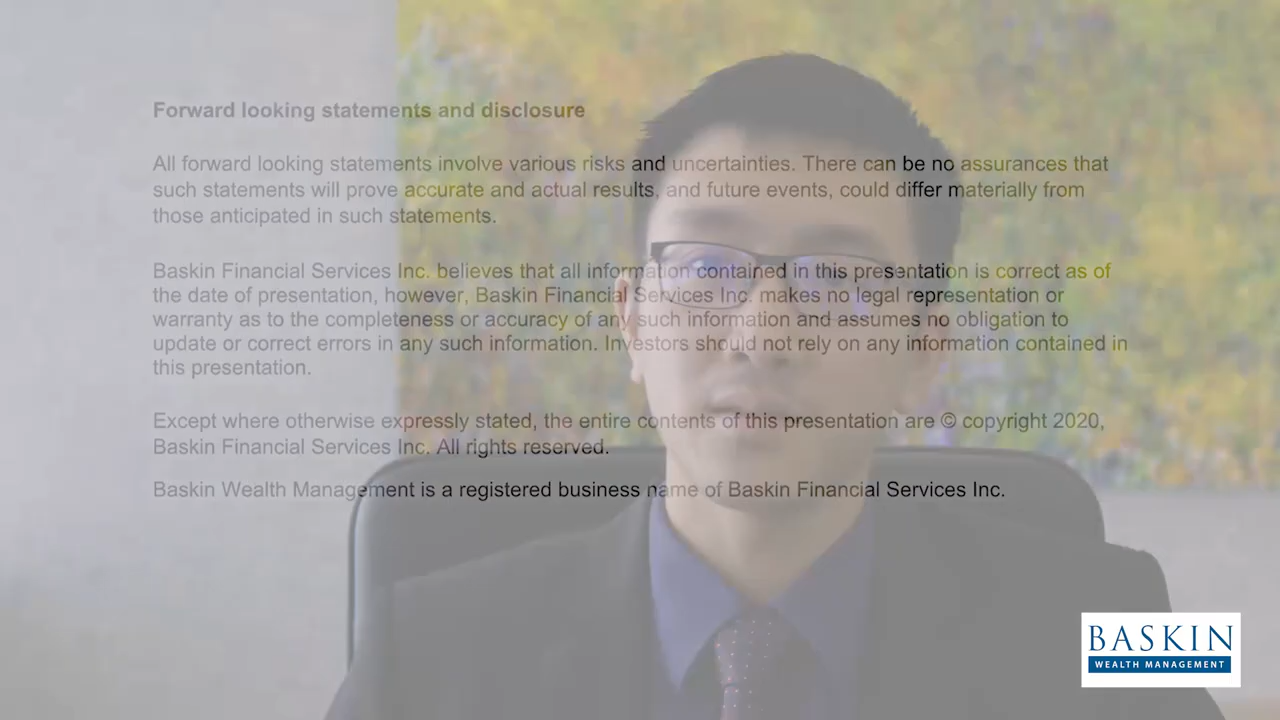 Forward looking statements and disclosure
All forward looking statements involve various risks and uncertainties. There can be no assurances that
such statements will prove accurate and actual results, and future events, could differ materially from
those anticipated in such statements.
Baskin Financial Services Inc. believes that all information contained in this presentation is correct as of
the date of presentation, however, Baskin Financial Services Inc. makes no legal representation or
warranty as to the completeness or accuracy of any such information and assumes no obligation to
update or correct errors in any such information. Investors should not rely on any information contained in
this presentation.
Except where otherwise expressly stated, the entire contents of this presentation are © copyright 2020,
Baskin Financial Services Inc. All rights reserved.
Baskin Wealth Management is a registered business name of Baskin Financial Services Inc.
BASKIN
WEALTH MANAGEMENT